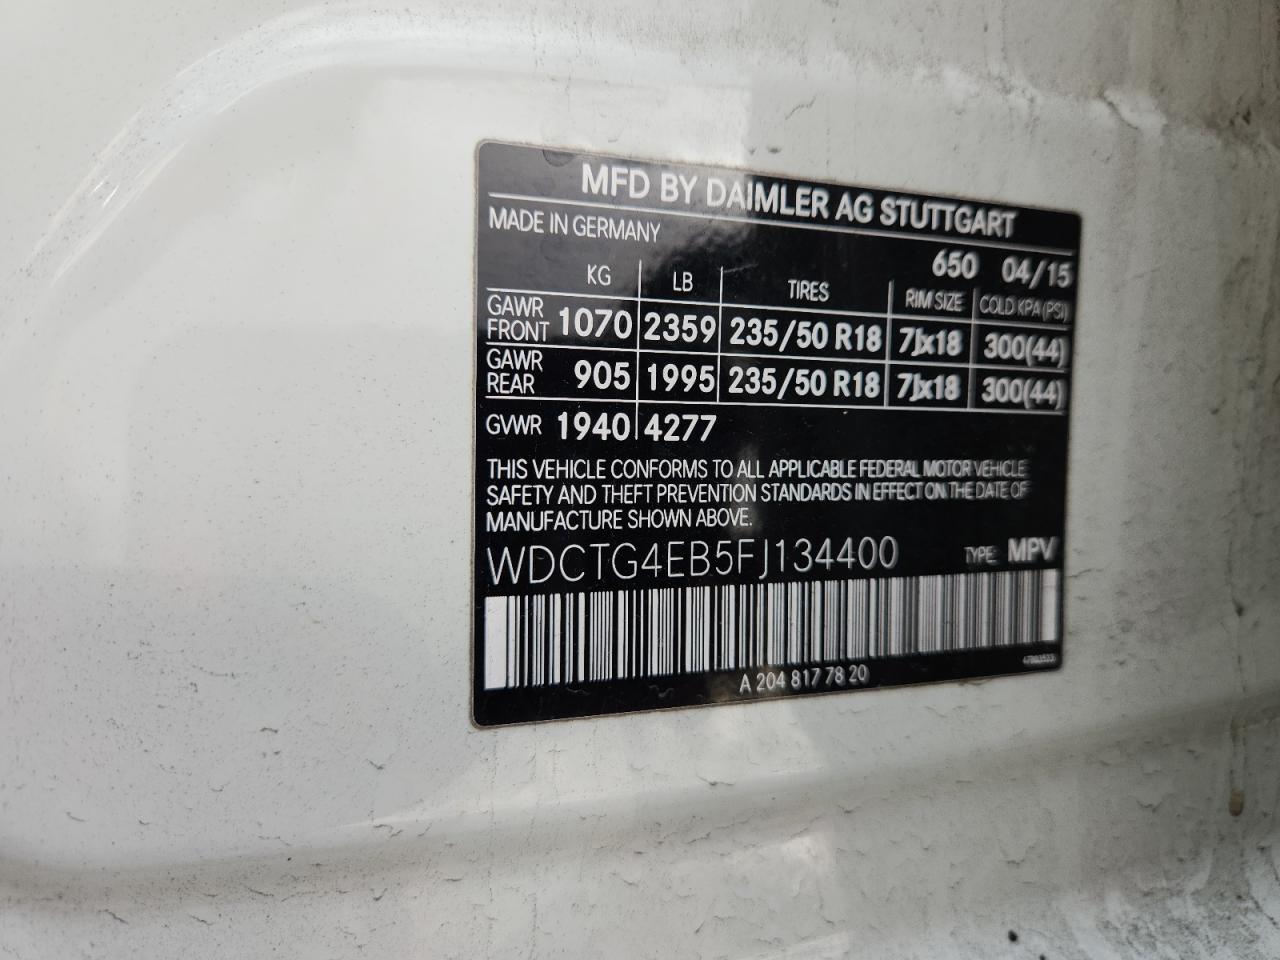 MFD BY DAIMLER AG STUTTGART
MADE IN GERMANY
650 04/15
KG LB TIRES RIM SIZE COLD KPA (PSI)
GAWR FRONT 1070 2359 235/50 R18 7Jx18 300(44)
GAWR REAR 905 1995 235/50 R18 7Jx18 300(44)
GVWR 1940 4277
THIS VEHICLE CONFORMS TO ALL APPLICABLE FEDERAL MOTOR VEHICLE
SAFETY AND THEFT PREVENTION STANDARDS IN EFFECT ON THE DATE OF
MANUFACTURE SHOWN ABOVE.
WDCTG4EB5FJ134400 TYPE: MPV
A 204 817 78 20